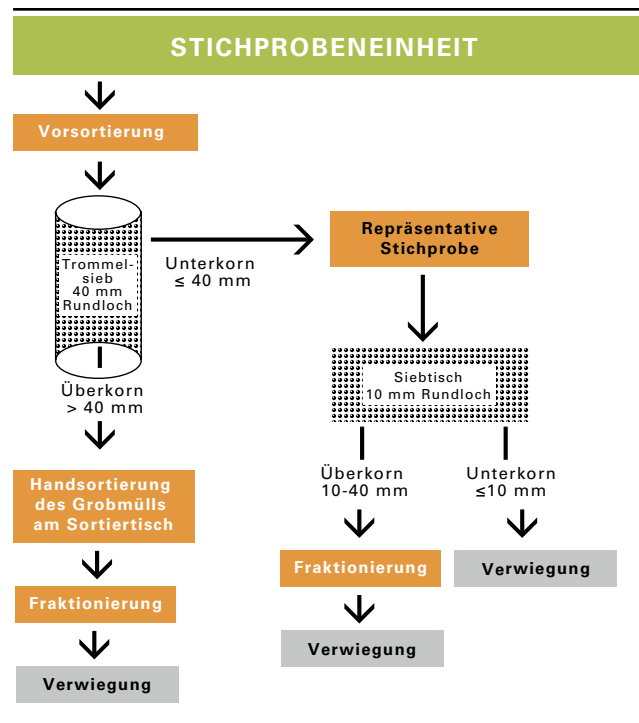 STICHPROBENEINHEIT
Vorsortierung
Trommel-
sieb
40 mm
Rundloch
Unterkorn
≤ 40 mm
Repräsentative
Stichprobe
Siebtisch
10 mm Rundloch
Überkorn
> 40 mm
Handsortierung
des Grobmülls
am Sortiertisch
Fraktionierung
Verwiegung
Überkorn
10-40 mm
Fraktionierung
Verwiegung
Unterkorn
≤10 mm
Verwiegung